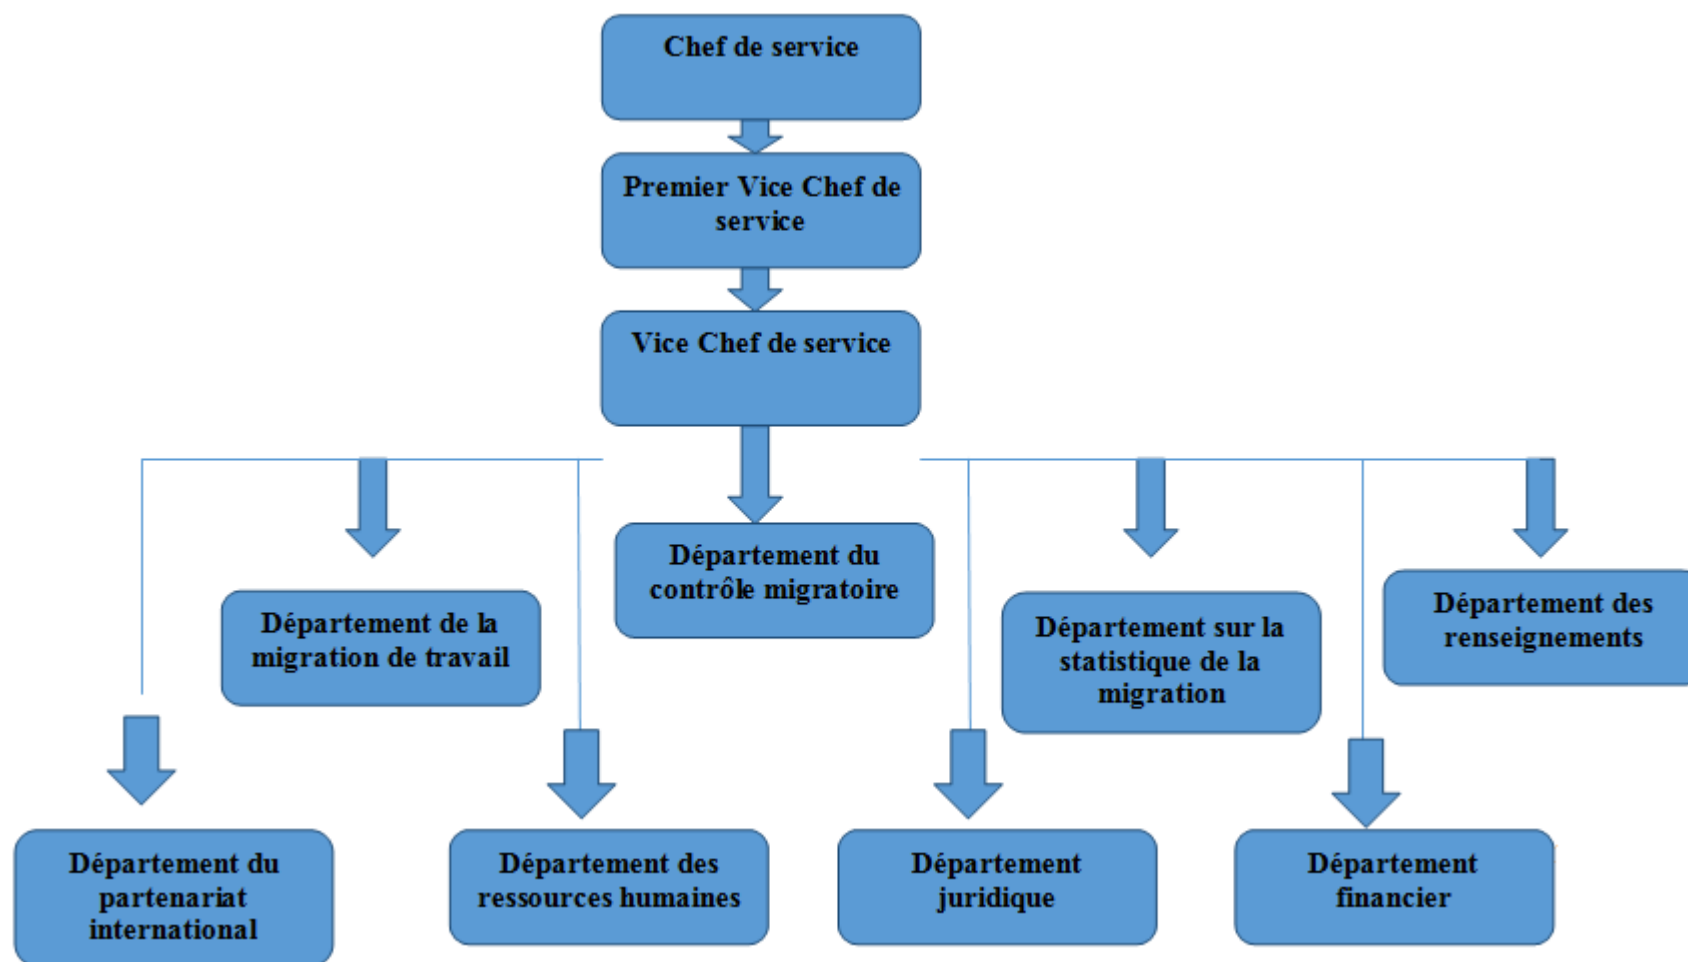 Chef de service
Premier Vice Chef de
service
Vice Chef de service
Département du
contrôle migratoire
Département de la
migration de travail
Département sur la
statistique de la
migration
Département des
renseignements
Département du
partenariat
international
Département des
ressources humaines
Département
juridique
Département
financier